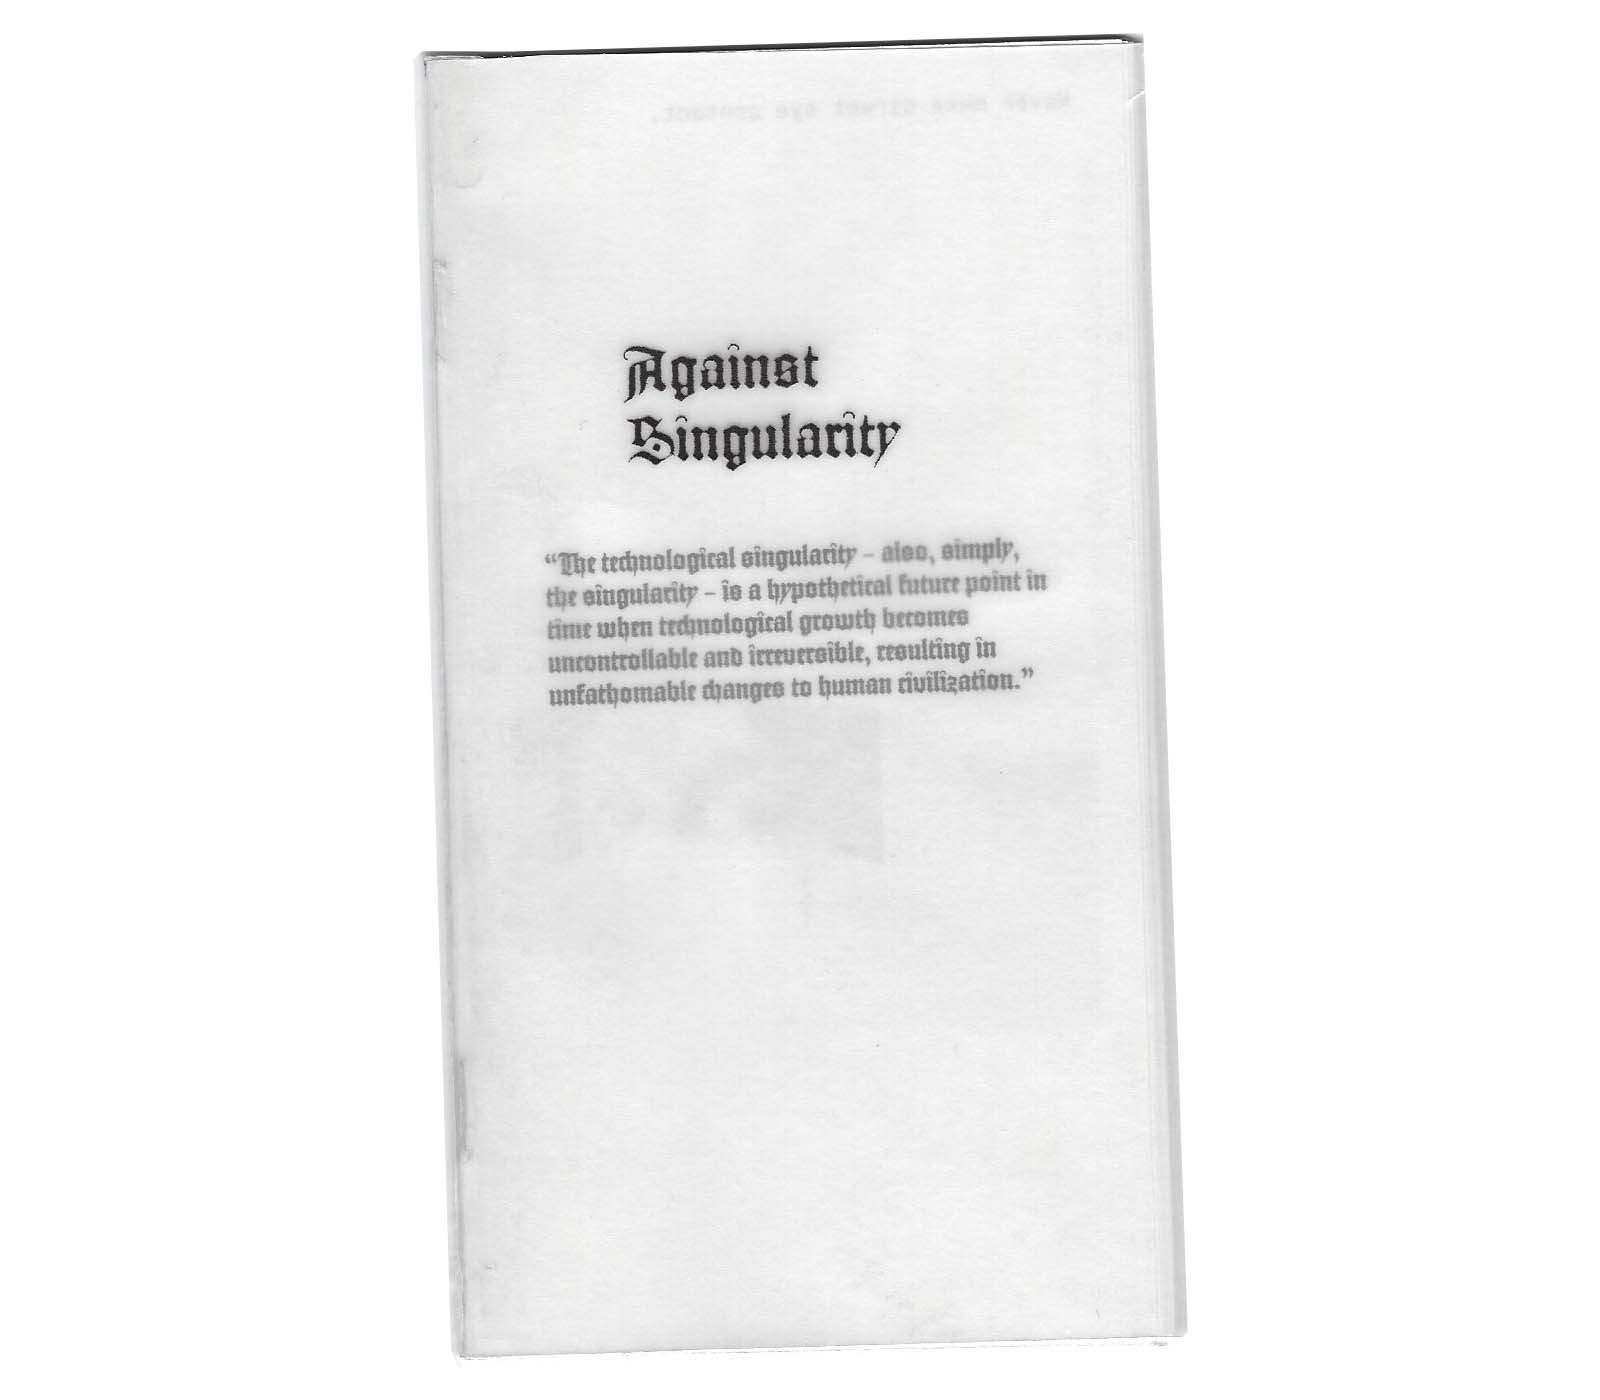 Never make direct eye contact.
Against
Singularity
“The technological singularity – also, simply,
the singularity – is a hypothetical future point in
time when technological growth becomes
uncontrollable and irreversible, resulting in
unfathomable changes to human civilization.”